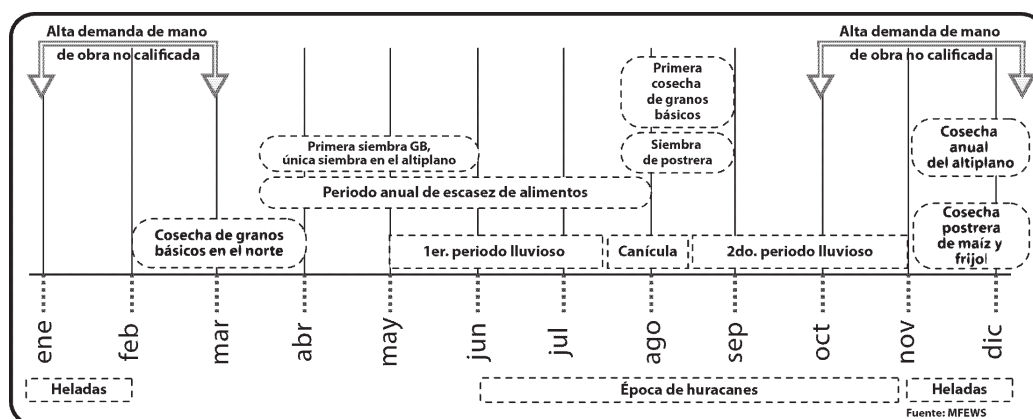 Alta demanda de mano
de obra no calificada
Alta demanda de mano
de obra no calificada
Primera
cosecha
de granos
básicos
Primera siembra GB,
única siembra en el altiplano
Siembra
de postrera
Cosecha
anual
del altiplano
Periodo anual de escasez de alimentos
Cosecha de granos
básicos en el norte
1er. periodo lluvioso
Canícula
2do. periodo lluvioso
Cosecha
postrera
de maíz y
frijol
ene
feb
mar
abr
may
jun
jul
ago
sep
oct
nov
dic
Heladas
Época de huracanes
Heladas
Fuente: MFEWS